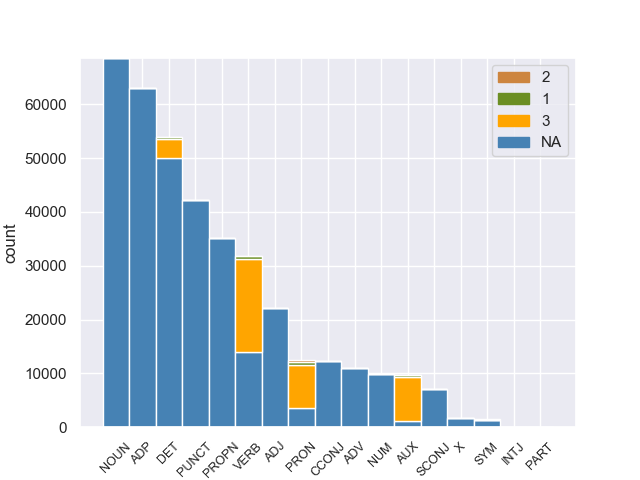 2
1
3
NA
count
60000
50000
40000
30000
20000
10000
0
NOUN
ADP
DET
PUNCT
PROPN
VERB
ADJ
PRON
CCONJ
ADV
NUM
AUX
SCONJ
X
SYM
INTJ
PART